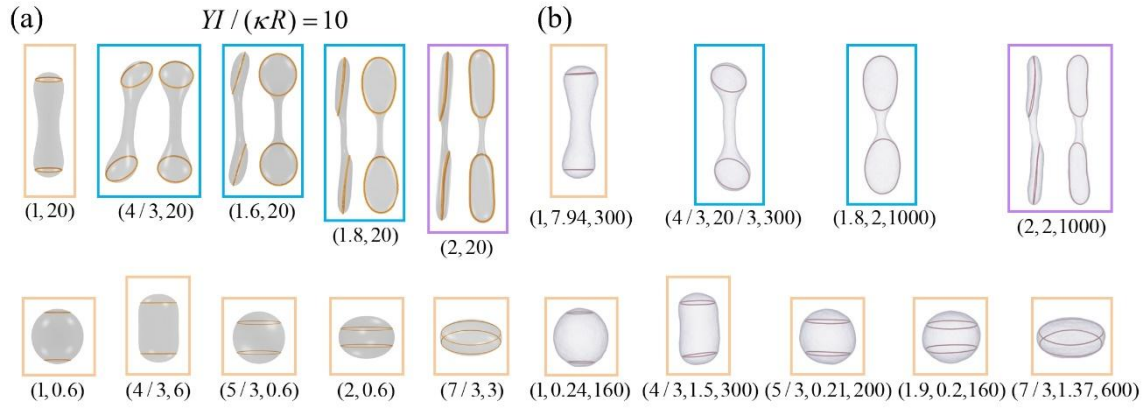 (a) YI / (κR) = 10 (b)
(1, 20) (4 / 3, 20) (1.6, 20) (1.8, 20) (2, 20) (1, 7.94, 300) (4 / 3, 20 / 3, 300) (1.8, 2, 1000) (2, 2, 1000)
(1, 0.6) (4 / 3, 6) (5 / 3, 0.6) (2, 0.6) (7 / 3, 3) (1, 0.24, 160) (4 / 3, 1.5, 300) (5 / 3, 0.21, 200) (1.9, 0.2, 160) (7 / 3, 1.37, 600)